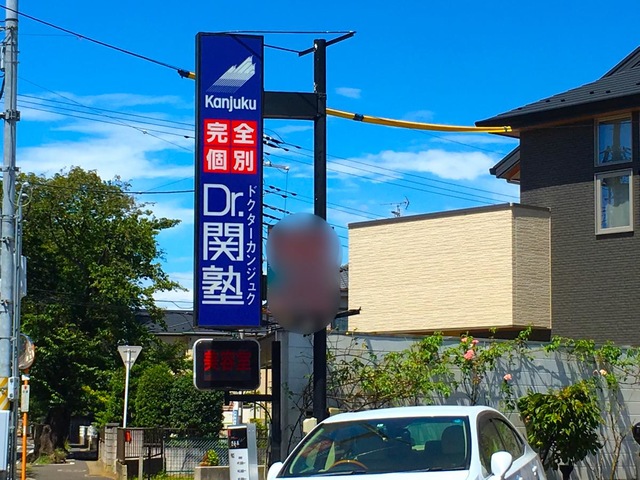 Kanjuku
完全
個別
Dr.関塾
ドクターカンジュク